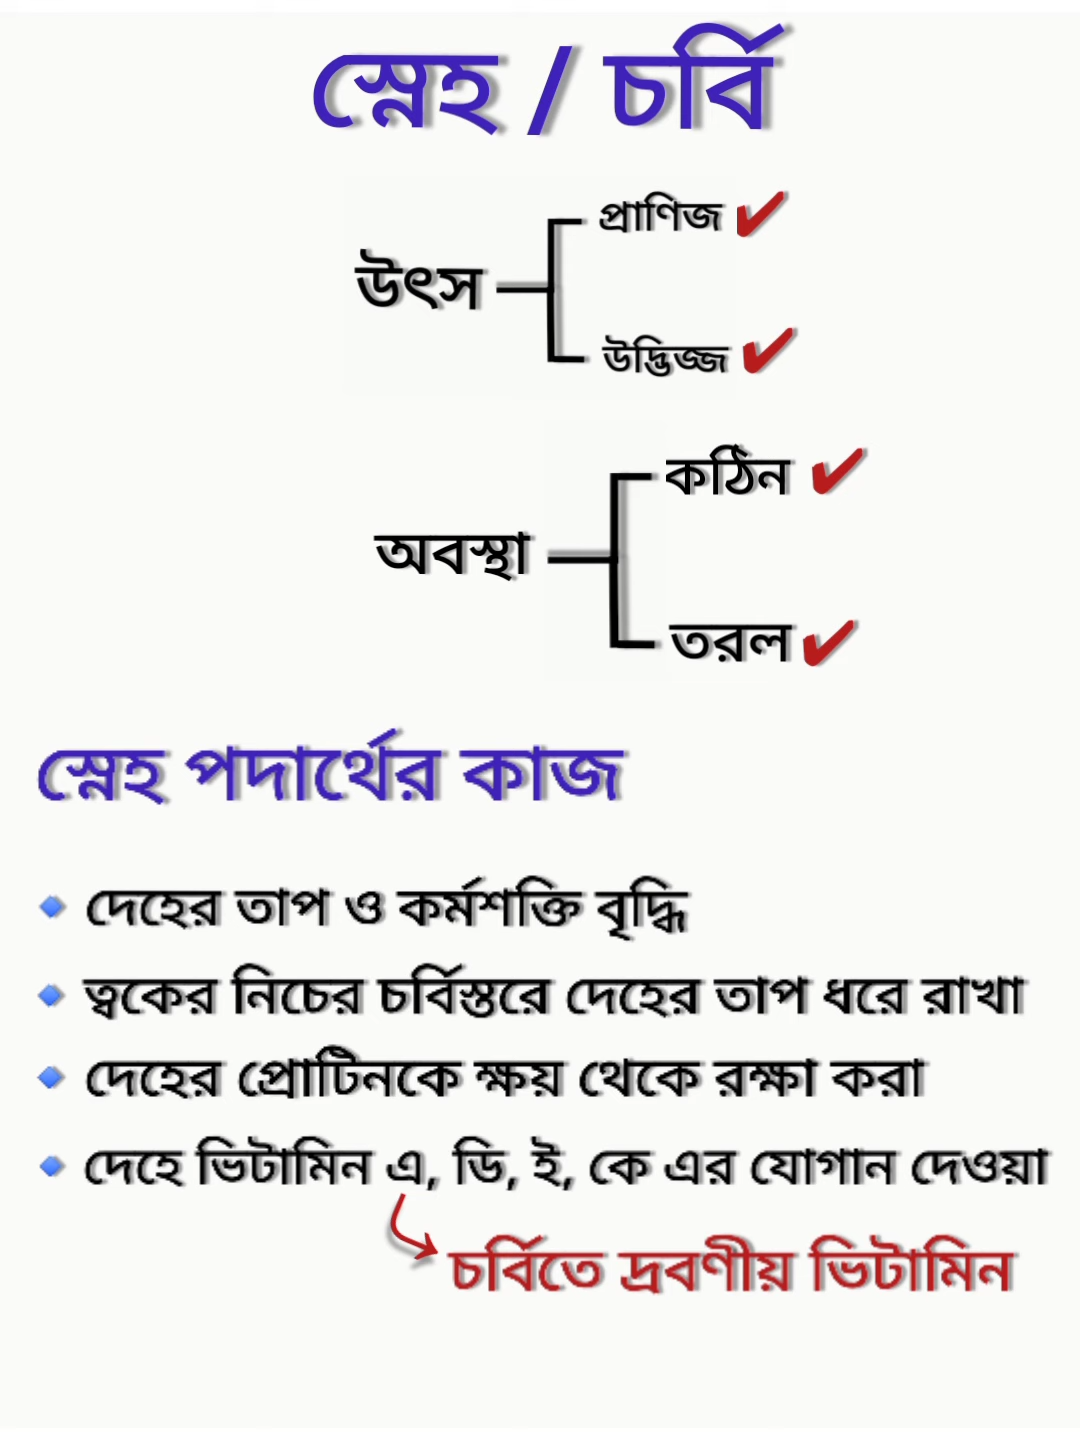 স্নেহ / চর্বি
প্রাণিজ ✔
উৎস
উদ্ভিজ্জ ✔
কঠিন ✔
অবস্থা
তরল ✔
স্নেহ পদার্থের কাজ
🔹 দেহের তাপ ও কর্মশক্তি বৃদ্ধি
🔹 ত্বকের নিচের চর্বিস্তরে দেহের তাপ ধরে রাখা
🔹 দেহের প্রোটিনকে ক্ষয় থেকে রক্ষা করা
🔹 দেহে ভিটামিন এ, ডি, ই, কে এর যোগান দেওয়া
চর্বিতে দ্রবণীয় ভিটামিন